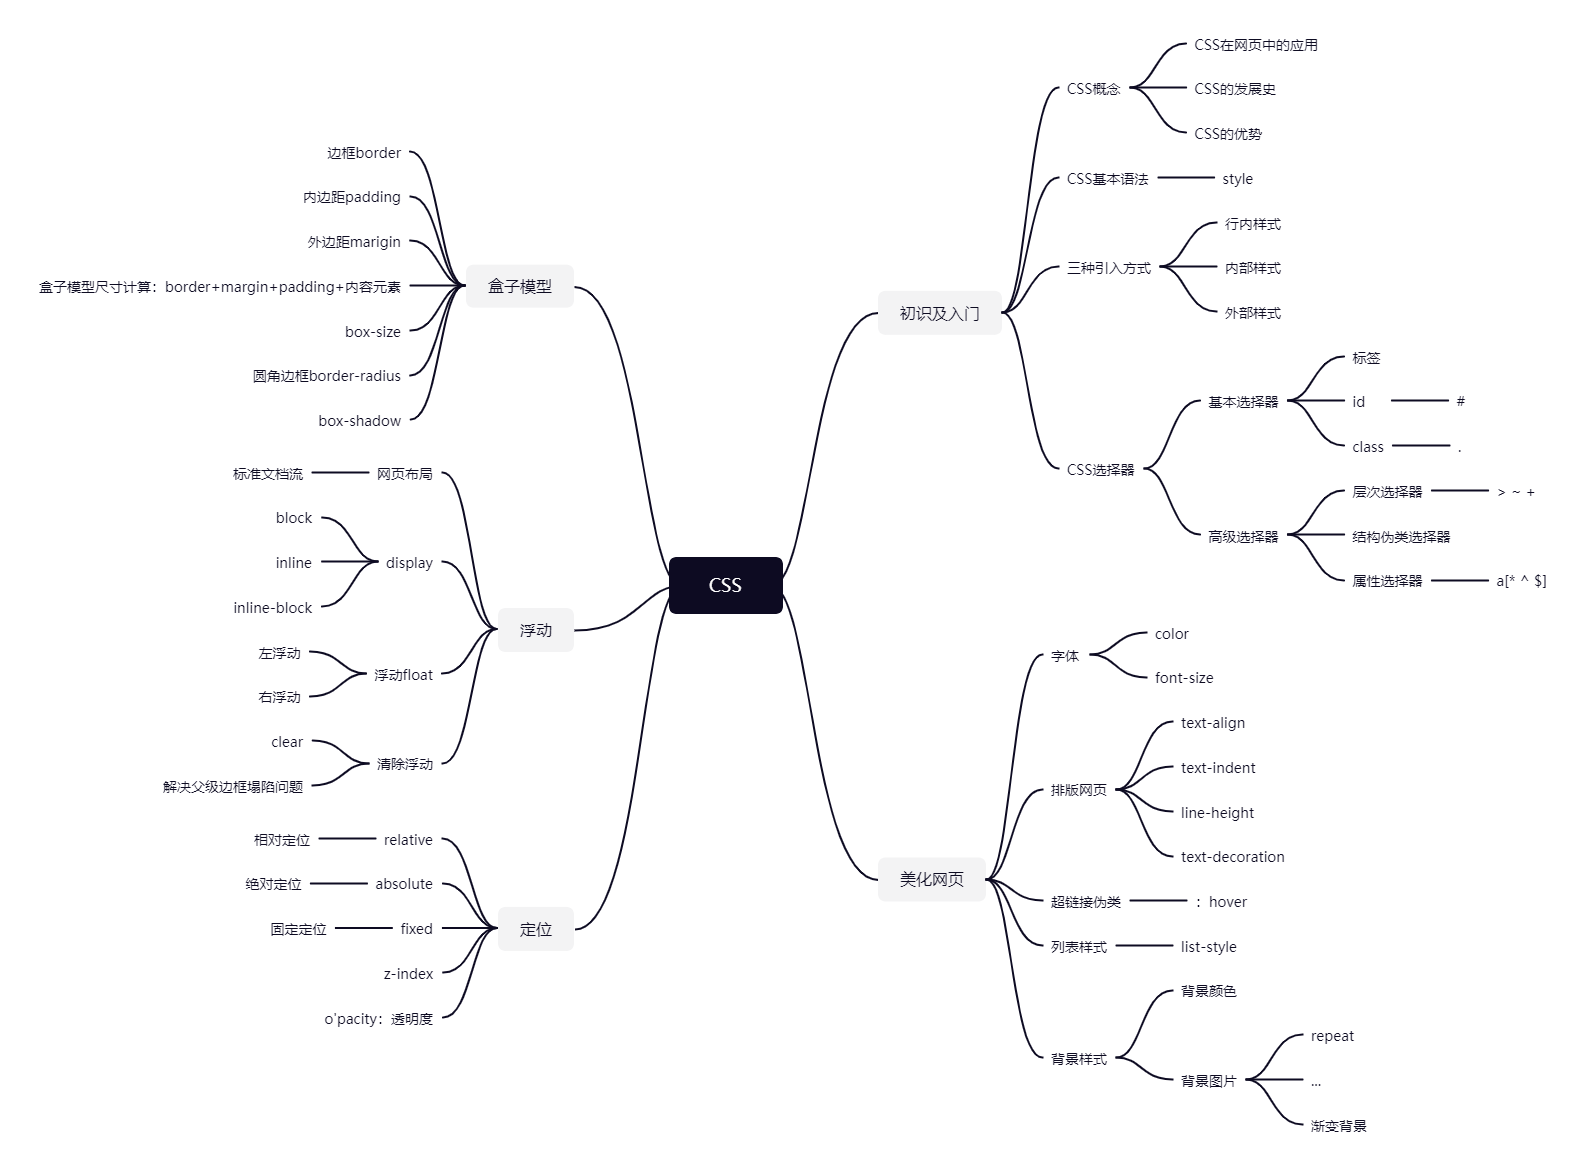 CSS
初识及入门
CSS概念
CSS在网页中的应用
CSS的发展史
CSS的优势
CSS基本语法
style
三种引入方式
行内样式
内部样式
外部样式
CSS选择器
基本选择器
标签
id
#
class
.
高级选择器
层次选择器
> ~ +
结构伪类选择器
属性选择器
a[* ^ $]
美化网页
字体
color
font-size
排版网页
text-align
text-indent
line-height
text-decoration
超链接伪类
：hover
列表样式
list-style
背景样式
背景颜色
背景图片
repeat
...
渐变背景
盒子模型
边框border
内边距padding
外边距marigin
盒子模型尺寸计算：border+margin+padding+内容元素
box-size
圆角边框border-radius
box-shadow
浮动
网页布局
标准文档流
display
block
inline
inline-block
浮动float
左浮动
右浮动
清除浮动
clear
解决父级边框塌陷问题
定位
relative
相对定位
absolute
绝对定位
fixed
固定定位
z-index
o'pacity：透明度